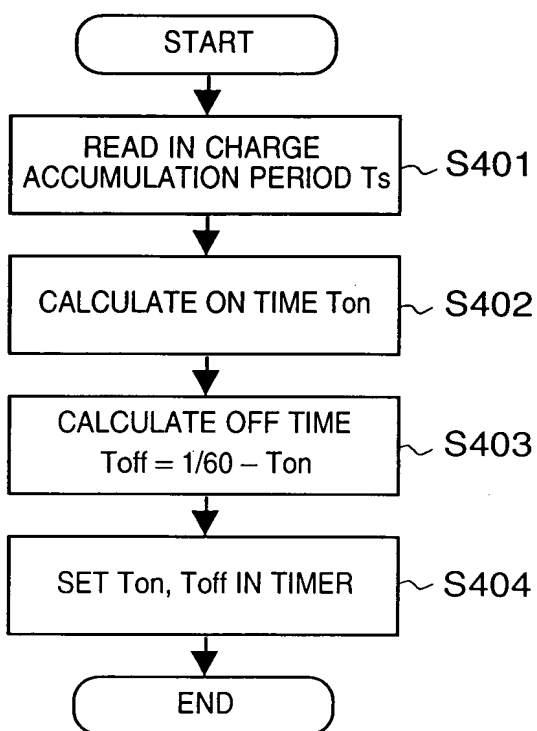 START
READ IN CHARGE
ACCUMULATION PERIOD Ts
S401
CALCULATE ON TIME Ton
S402
CALCULATE OFF TIME
Toff = 1/60 – Ton
S403
SET Ton, Toff IN TIMER
S404
END